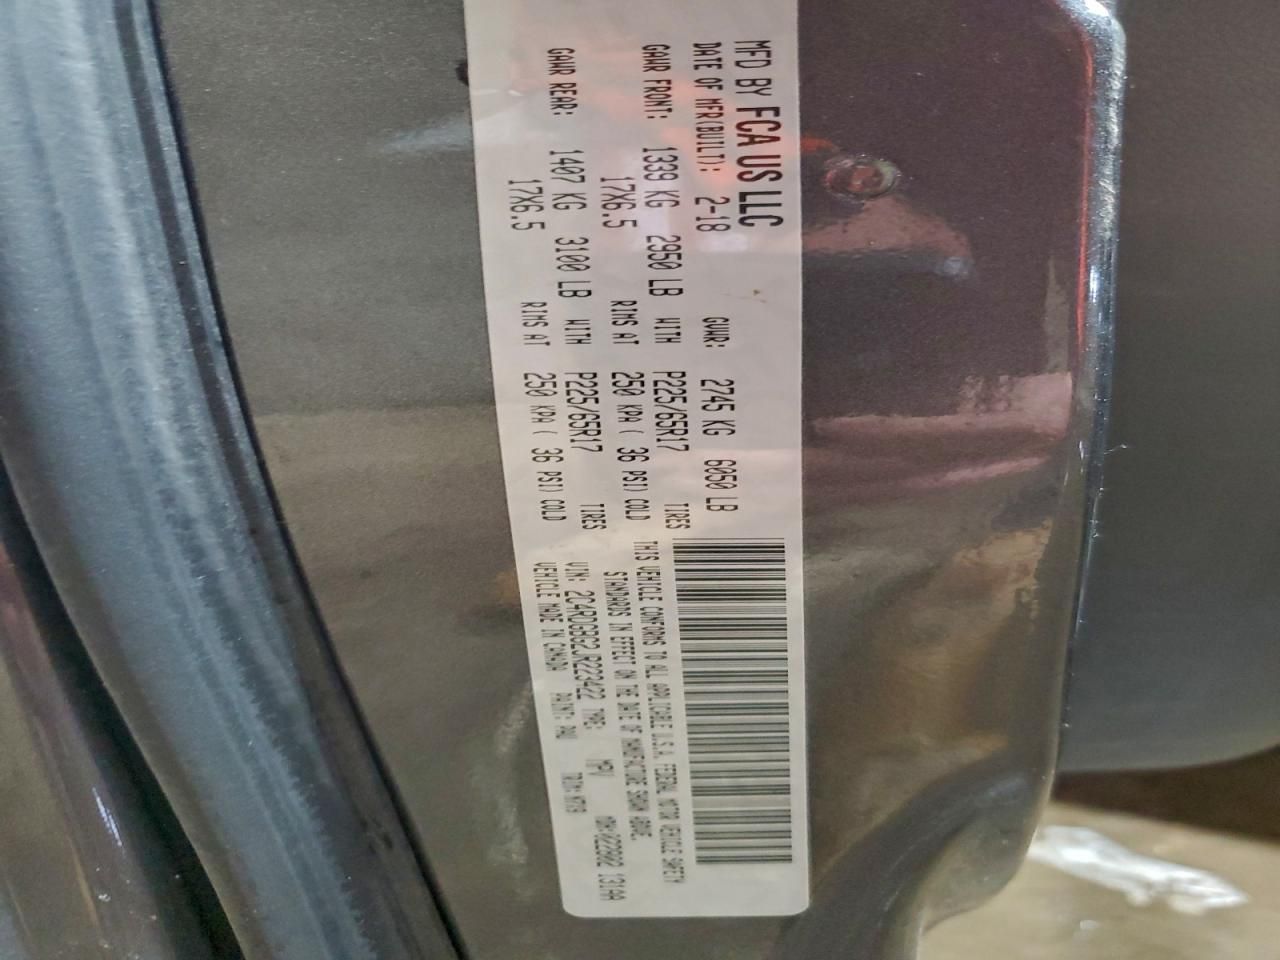 MFD BY FCA US LLC
DATE OF MFR(BUILT): 2-18 GVWR: 2745 KG 6050 LB
GAWR FRONT: 1339 KG 2950 LB WITH P225/65R17 TIRES
17X6.5 RIMS AT 250 KPA ( 36 PSI) COLD
GAWR REAR: 1407 KG 3100 LB WITH P225/65R17 TIRES
17X6.5 RIMS AT 250 KPA ( 36 PSI) COLD
THIS VEHICLE CONFORMS TO ALL APPLICABLE U.S.A. FEDERAL MOTOR VEHICLE SAFETY
STANDARDS IN EFFECT ON THE DATE OF MANUFACTURE SHOWN ABOVE.
VIN: 2C4RDGBG2JR223422 TYPE: MPV
VEHICLE MADE IN CANADA PAINT: PAU